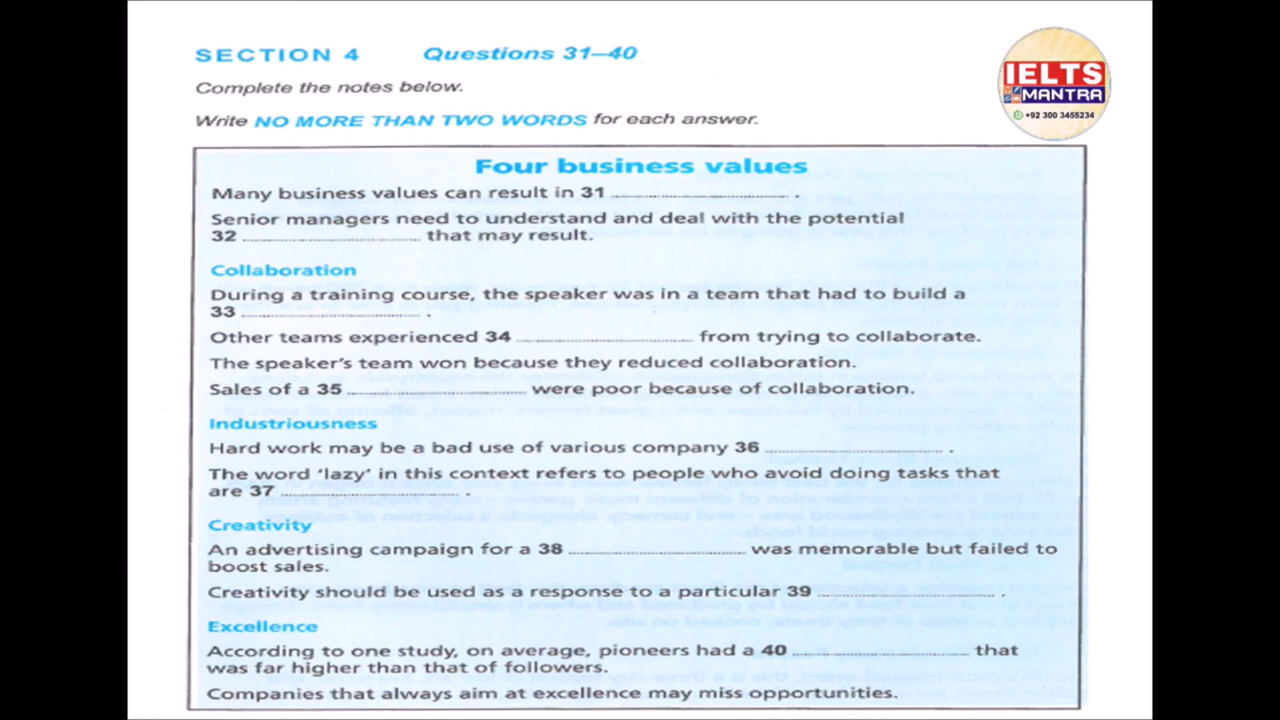 SECTION 4 Questions 31–40
IELTS
MANTRA
+92 300 3455234
Complete the notes below.
Write NO MORE THAN TWO WORDS for each answer.
Four business values
Many business values can result in 31 .............................. .
Senior managers need to understand and deal with the potential
32 .............................. that may result.
Collaboration
During a training course, the speaker was in a team that had to build a
33 .............................. .
Other teams experienced 34 .............................. from trying to collaborate.
The speaker's team won because they reduced collaboration.
Sales of a 35 .............................. were poor because of collaboration.
Industriousness
Hard work may be a bad use of various company 36 .............................. .
The word 'lazy' in this context refers to people who avoid doing tasks that
are 37 .............................. .
Creativity
An advertising campaign for a 38 .............................. was memorable but failed to
boost sales.
Creativity should be used as a response to a particular 39 .............................. .
Excellence
According to one study, on average, pioneers had a 40 .............................. that
was far higher than that of followers.
Companies that always aim at excellence may miss opportunities.